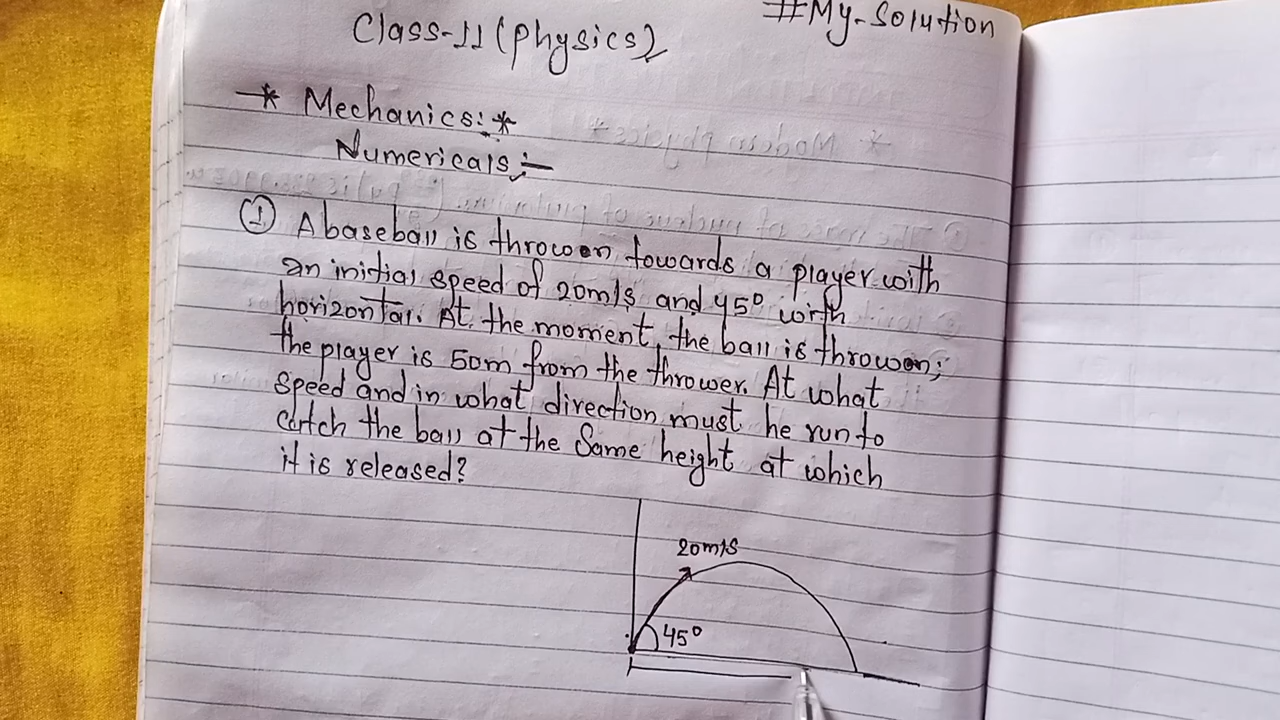 #My-Solution
Class-11 (Physics)
* Mechanics:*
Numericals:-
① A baseball is throwon towards a player with
an initial speed of 20m/s and 45° with
horizontal. At the moment, the ball is throwon;
the player is 50m from the thrower. At what
speed and in what direction must he run to
catch the ball at the same height at which
it is released?
20m/s
45°